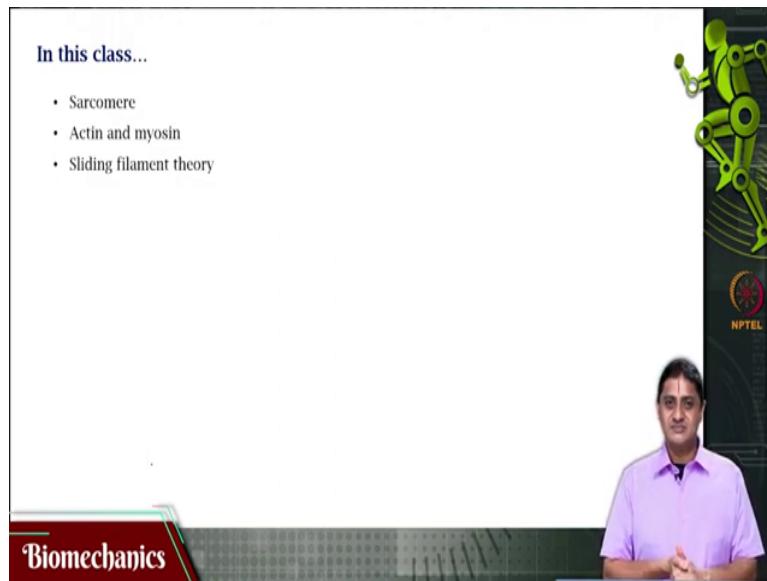 In this class...
• Sarcomere
• Actin and myosin
• Sliding filament theory
NPTEL
Biomechanics